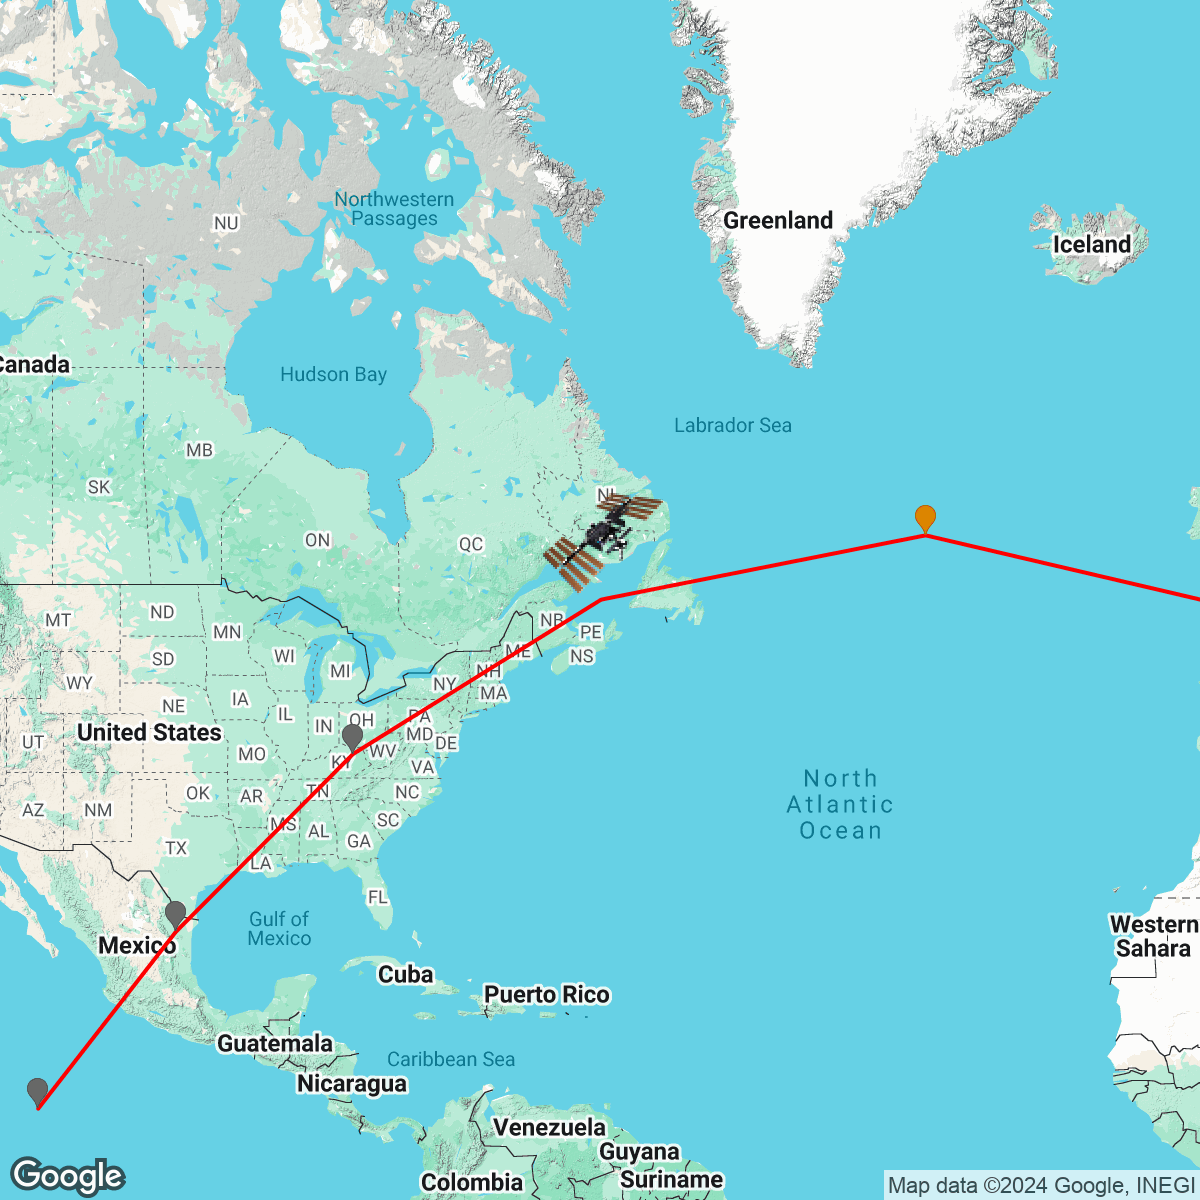 Northwestern
Passages
NU
Greenland
Iceland
Canada
Hudson Bay
Labrador Sea
MB
SK
NL
ON
QC
MT
ND
MN
NB
PE
WI
SD
MI
ME
NS
NH
WY
NY
MA
NE
IA
IL
IN
OH
PA
United States
MD
DE
UT
MO
KY
WV
VA
North
Atlantic
Ocean
OK
AR
TN
NC
AZ
NM
MS
AL
SC
GA
TX
LA
FL
Gulf of
Mexico
Mexico
Western
Sahara
Cuba
Puerto Rico
Guatemala
Caribbean Sea
Nicaragua
Venezuela
Guyana
Colombia
Suriname
Google
Map data ©2024 Google, INEGI